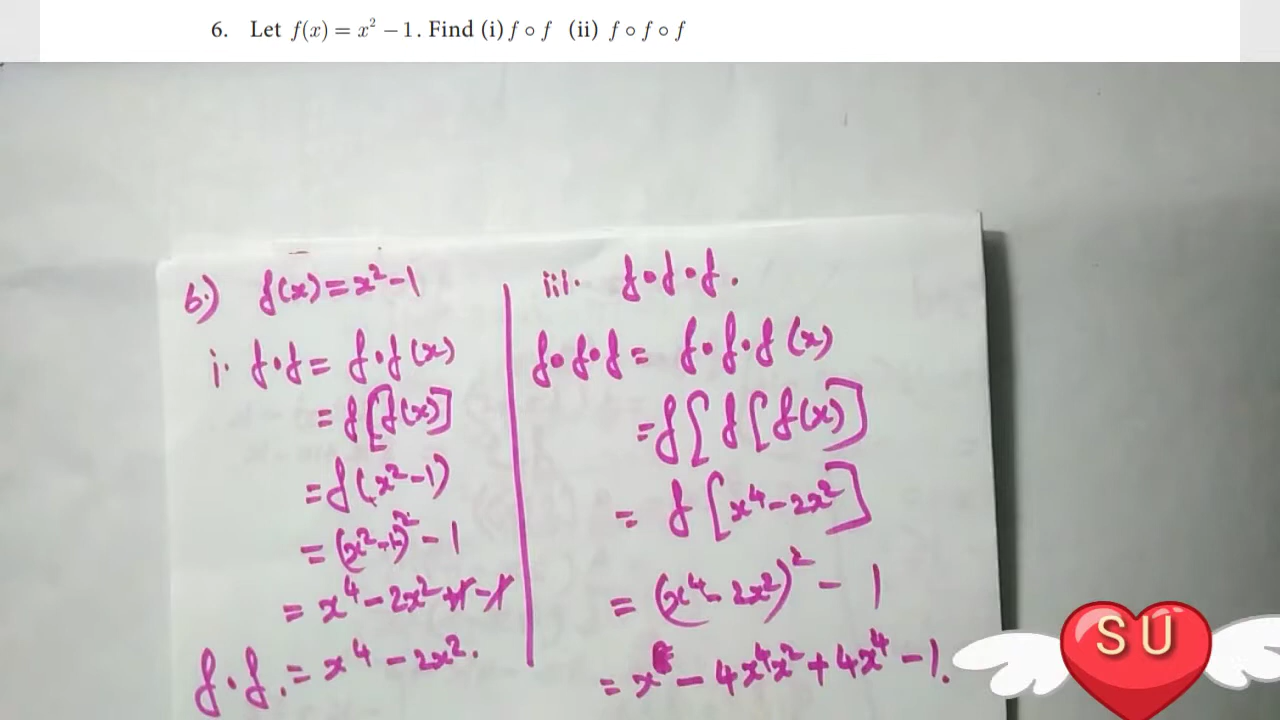 6. Let f(x) = x² – 1. Find (i) f ∘ f (ii) f ∘ f ∘ f
6.) f(x) = x² - 1
i. f∘f = f∘f(x)
= f[f(x)]
= f(x² - 1)
= (x² - 1)² - 1
= x⁴ - 2x² + 1 - 1
f∘f. = x⁴ - 2x².
iii. f∘f∘f.
f∘f∘f = f∘f∘f(x)
= f[f[f(x)]
= f[x⁴ - 2x²]
= (x⁴ - 2x²)² - 1
= x⁸ - 4x⁴x² + 4x⁴ - 1.
SU